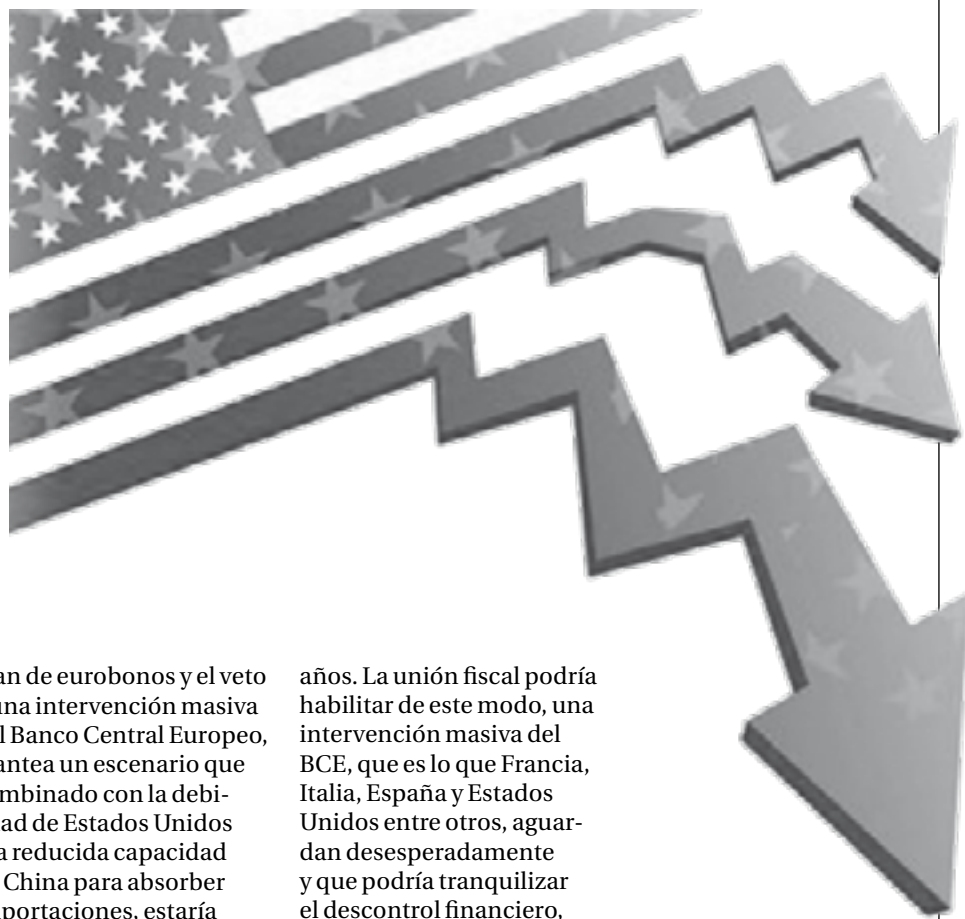 an de eurobonos y el veto
una intervención masiva
l Banco Central Europeo,
antea un escenario que
mbinado con la debi-
ad de Estados Unidos
a reducida capacidad
China para absorber
portaciones, estaría
años. La unión fiscal podría
habilitar de este modo, una
intervención masiva del
BCE, que es lo que Francia,
Italia, España y Estados
Unidos entre otros, aguar-
dan desesperadamente
y que podría tranquilizar
el descontrol financiero,